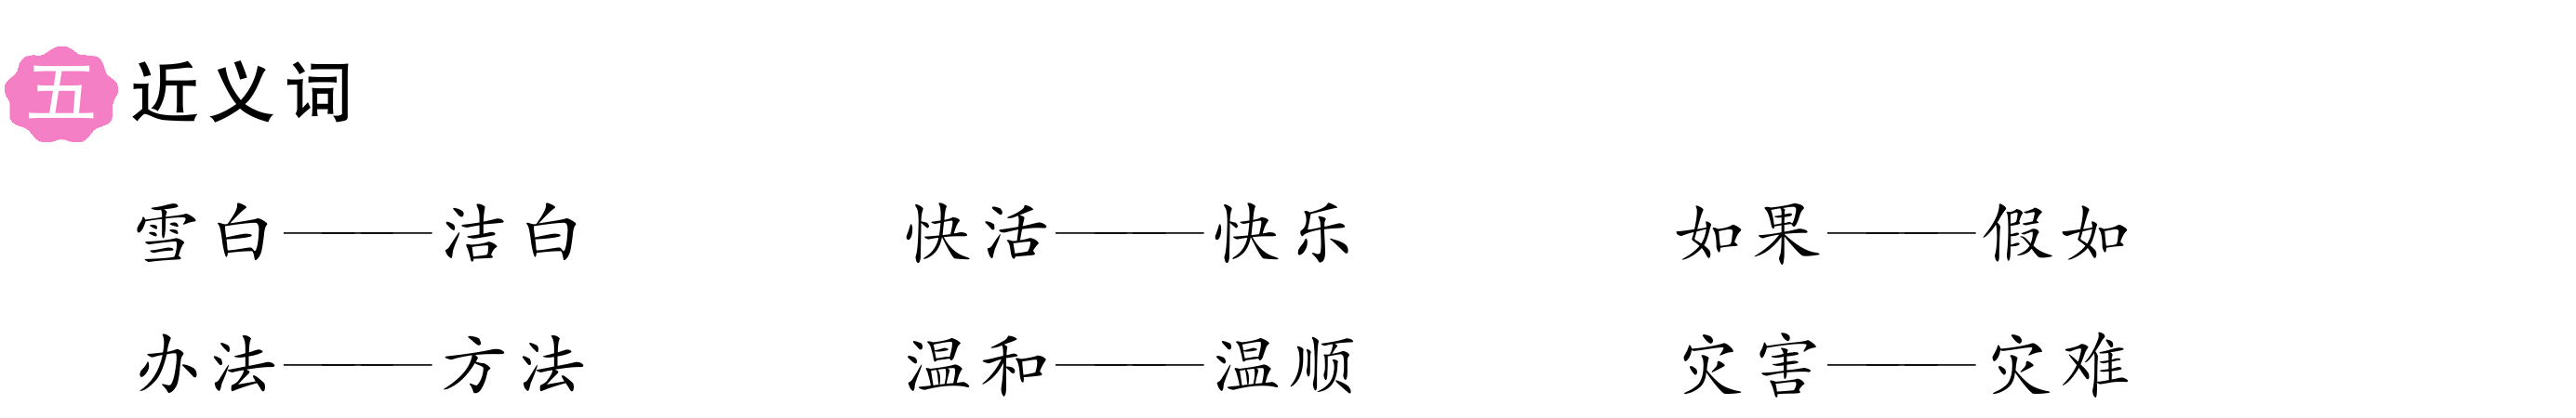 五 近义词
雪白——洁白 快活——快乐 如果——假如
办法——方法 温和——温顺 灾害——灾难